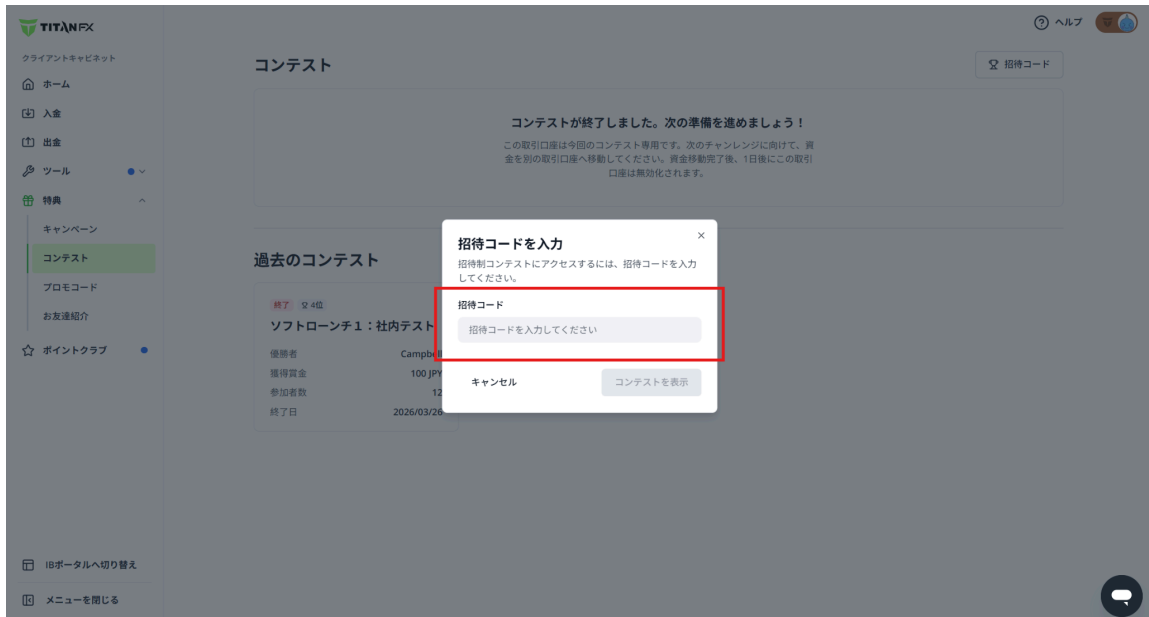 TITANFX
ヘルプ
クライアントキャビネット
ホーム
入金
出金
ツール
特典
キャンペーン
コンテスト
プロモコード
お友達紹介
ポイントクラブ
IBポータルへ切り替え
メニューを閉じる
コンテスト
招待コード
コンテストが終了しました。次の準備を進めましょう！
この取引口座は今回のコンテスト専用です。次のチャンレンジに向けて、資
金を別の取引口座へ移動してください。資金移動完了後、1日後にこの取引
口座は無効化されます。
過去のコンテスト
終了 4位
ソフトローンチ１：社内テスト
優勝者 Campbell
獲得賞金 100 JPY
参加者数 12
終了日 2026/03/26
招待コードを入力
招待制コンテストにアクセスするには、招待コードを入力
してください。
招待コード
招待コードを入力してください
キャンセル
コンテストを表示